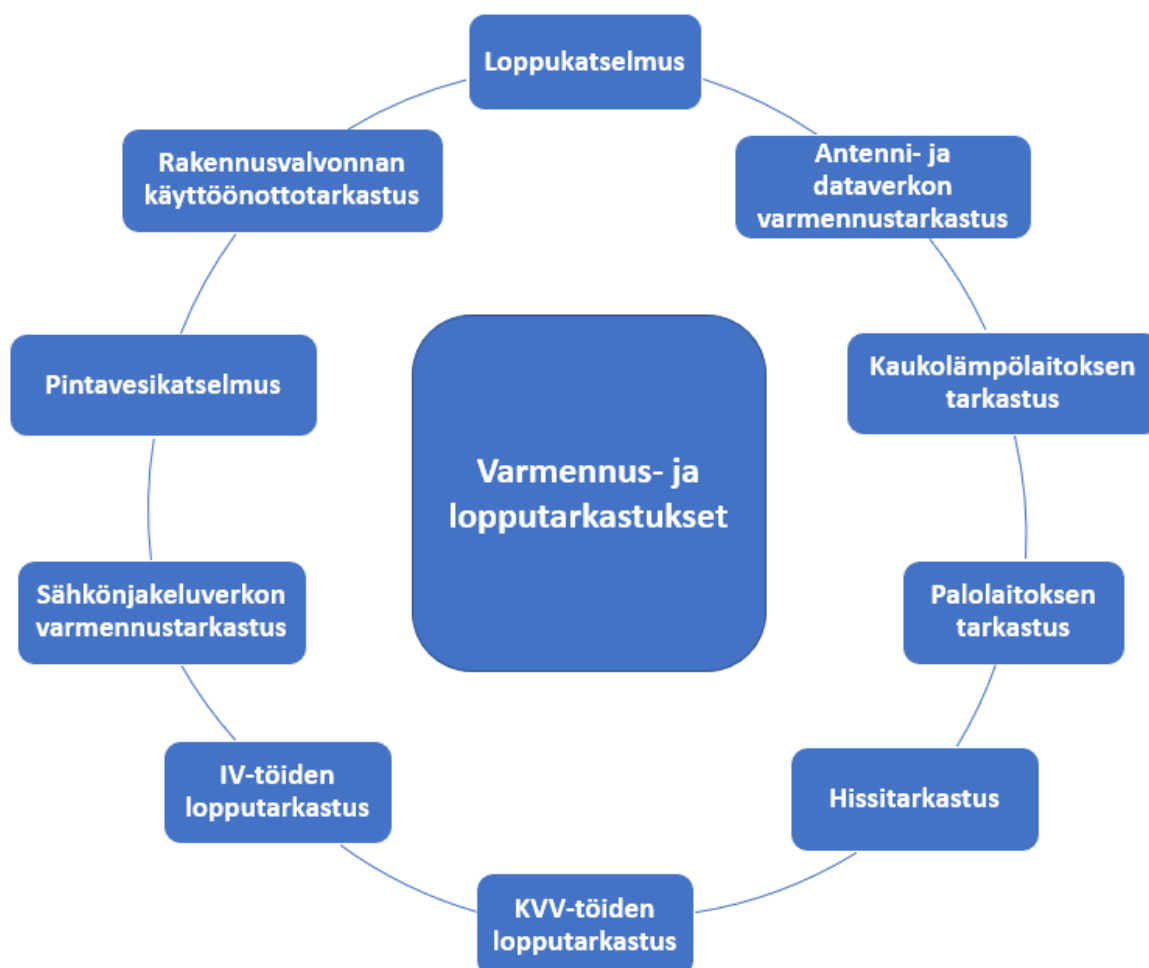 Loppukatselmus
Antenni- ja
dataverkon
varmennustarkastus
Kaukolämpölaitoksen
tarkastus
Palolaitoksen
tarkastus
Hissitarkastus
KVV-töiden
lopputarkastus
IV-töiden
lopputarkastus
Sähkönjakeluverkon
varmennustarkastus
Pintavesikatselmus
Rakennusvalvonnan
käyttöönottotarkastus
Varmennus- ja
lopputarkastukset